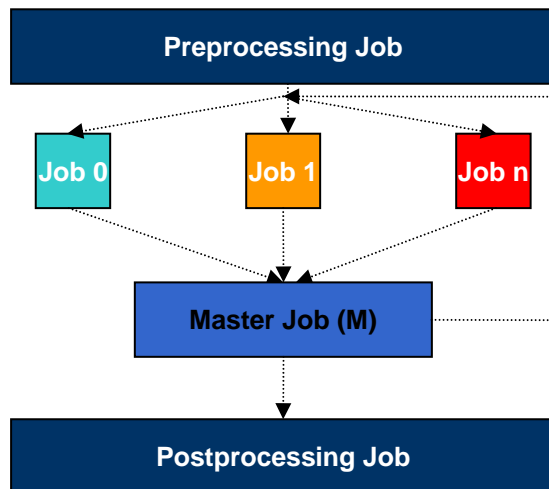 Preprocessing Job
Job 0
Job 1
Job n
Master Job (M)
Postprocessing Job